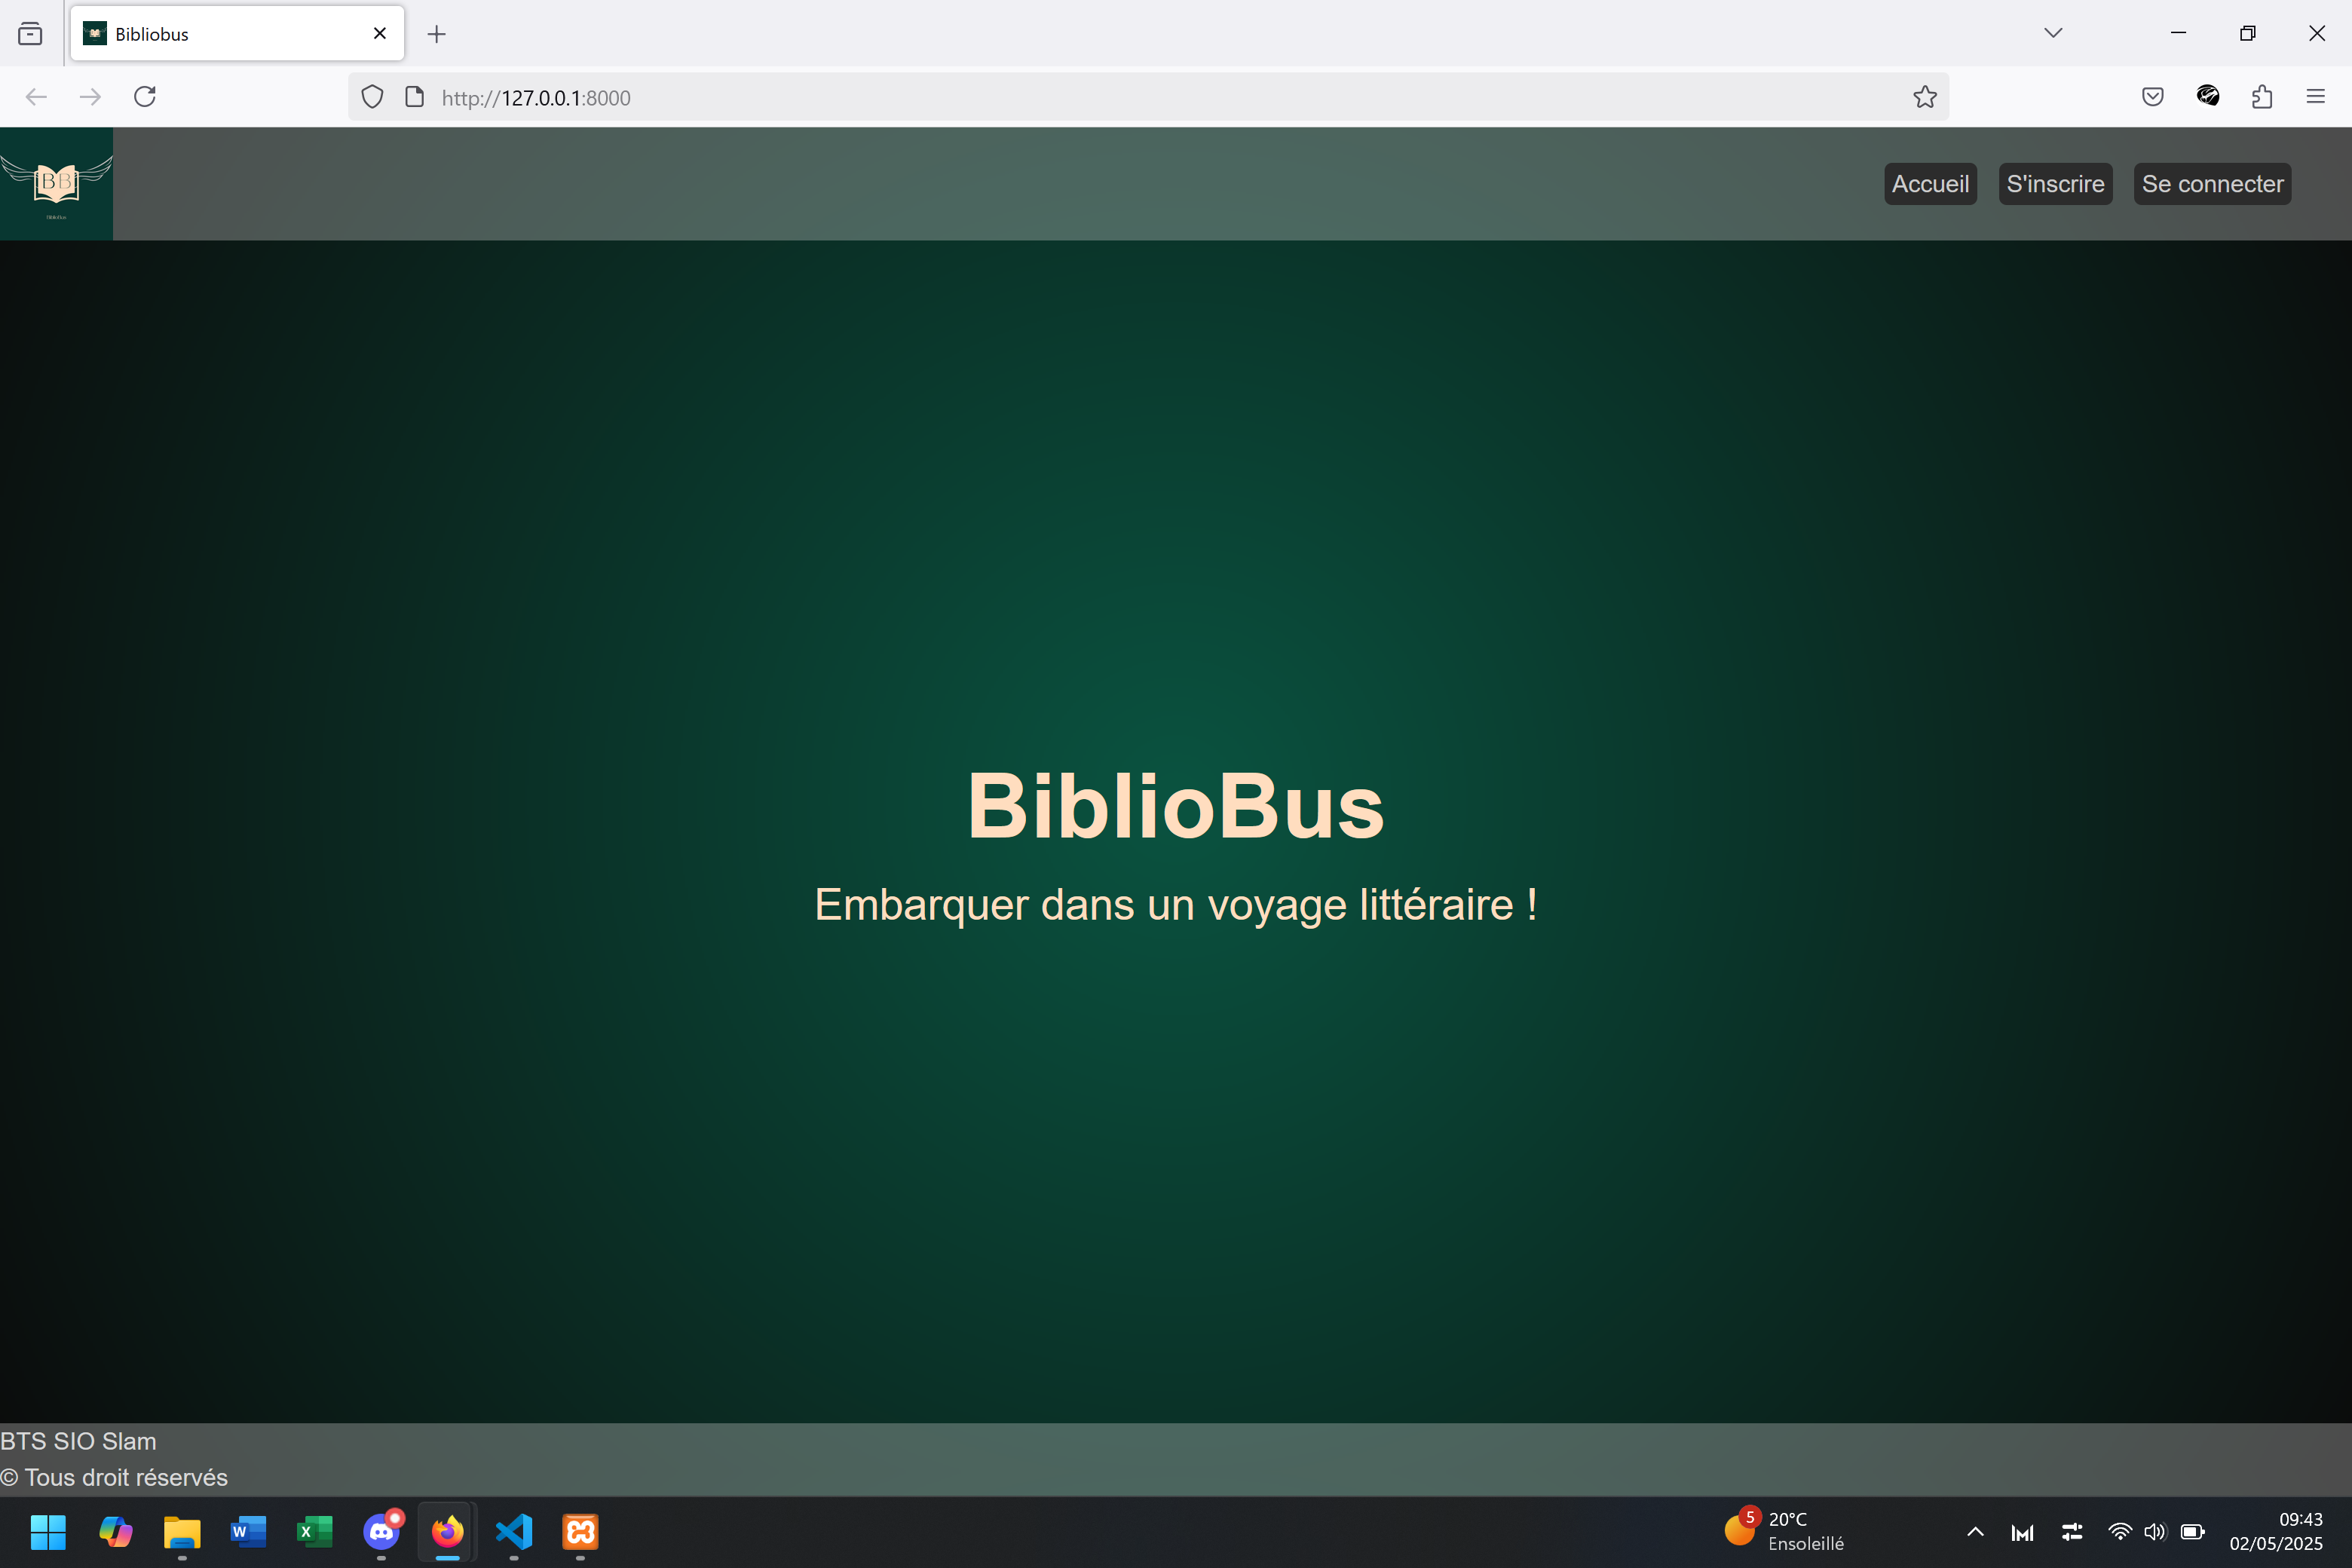 Bibliobus
http://127.0.0.1:8000
BB
BiblioBus
Accueil
S'inscrire
Se connecter
BiblioBus
Embarquer dans un voyage littéraire !
BTS SIO Slam
© Tous droit réservés
W
X
5
20°C
Ensoleillé
09:43
02/05/2025